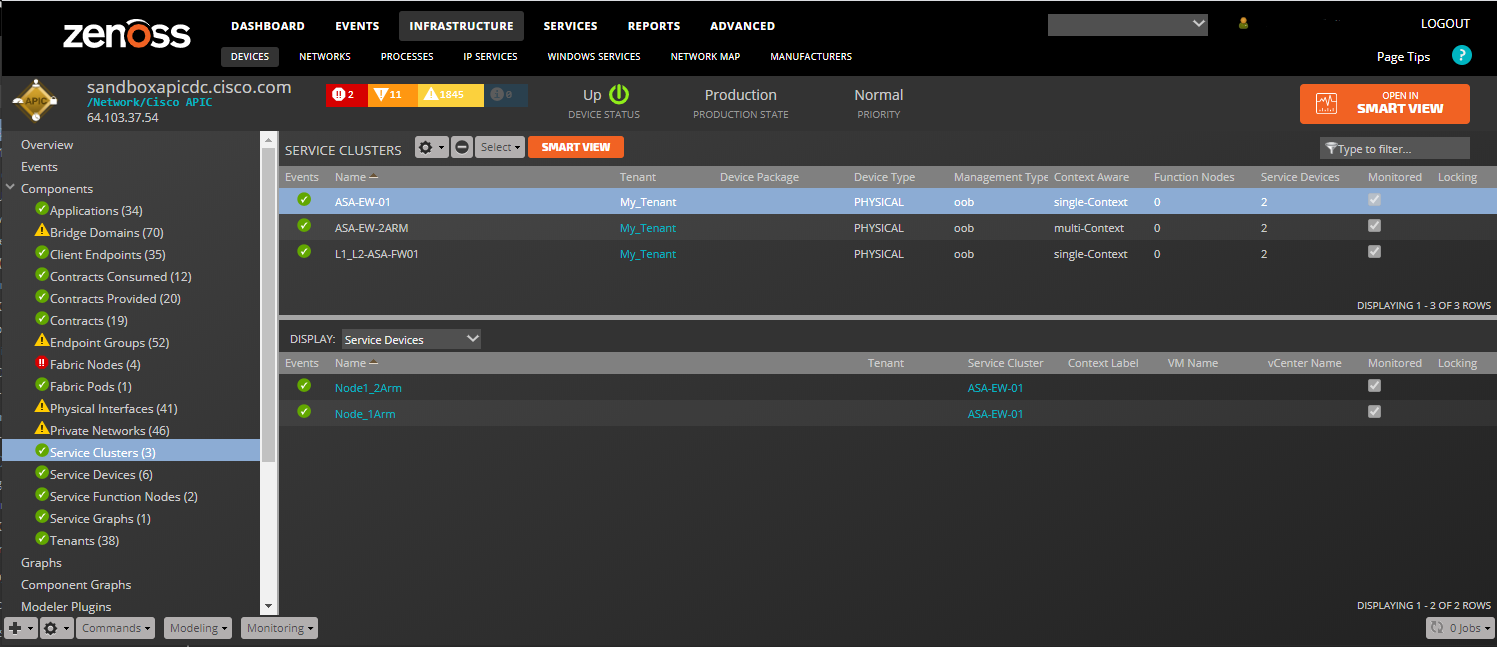 zenoss
DASHBOARD EVENTS INFRASTRUCTURE SERVICES REPORTS ADVANCED LOGOUT
DEVICES NETWORKS PROCESSES IP SERVICES WINDOWS SERVICES NETWORK MAP MANUFACTURERS Page Tips ?
APIC
sandboxapicdc.cisco.com
/Network/Cisco APIC
64.103.37.54
2 11 1845 0
Up Production Normal
DEVICE STATUS PRODUCTION STATE PRIORITY
OPEN IN
SMART VIEW
Overview
Events
Components
Applications (34)
Bridge Domains (70)
Client Endpoints (35)
Contracts Consumed (12)
Contracts Provided (20)
Contracts (19)
Endpoint Groups (52)
Fabric Nodes (4)
Fabric Pods (1)
Physical Interfaces (41)
Private Networks (46)
Service Clusters (3)
Service Devices (6)
Service Function Nodes (2)
Service Graphs (1)
Tenants (38)
Graphs
Component Graphs
Modeler Plugins
SERVICE CLUSTERS Select SMART VIEW Type to filter...
Events Name Tenant Device Package Device Type Management Type Context Aware Function Nodes Service Devices Monitored Locking
ASA-EW-01 My_Tenant PHYSICAL oob single-Context 0 2
ASA-EW-2ARM My_Tenant PHYSICAL oob multi-Context 0 2
L1_L2-ASA-FW01 My_Tenant PHYSICAL oob single-Context 0 2
DISPLAYING 1 - 3 OF 3 ROWS
DISPLAY: Service Devices
Events Name Tenant Service Cluster Context Label VM Name vCenter Name Monitored Locking
Node1_2Arm ASA-EW-01
Node_1Arm ASA-EW-01
DISPLAYING 1 - 2 OF 2 ROWS
Commands Modeling Monitoring 0 Jobs